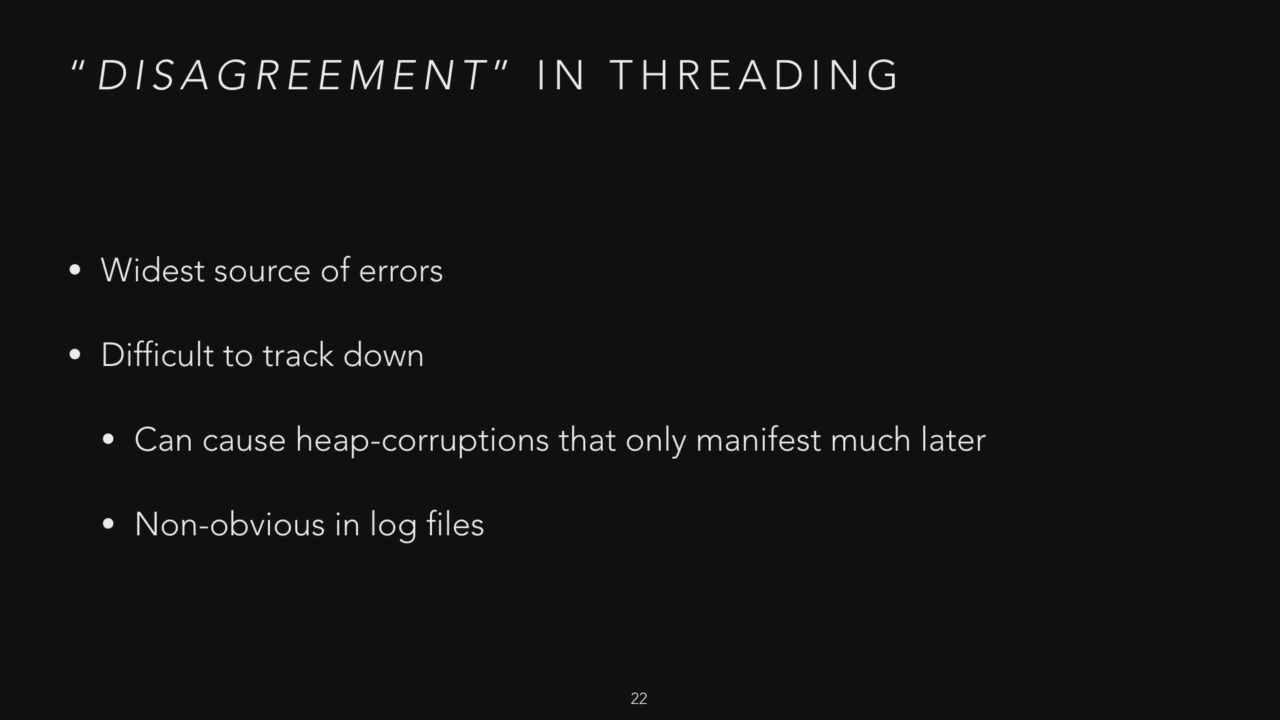 “DISAGREEMENT” IN THREADING
• Widest source of errors
• Difficult to track down
• Can cause heap-corruptions that only manifest much later
• Non-obvious in log files
22